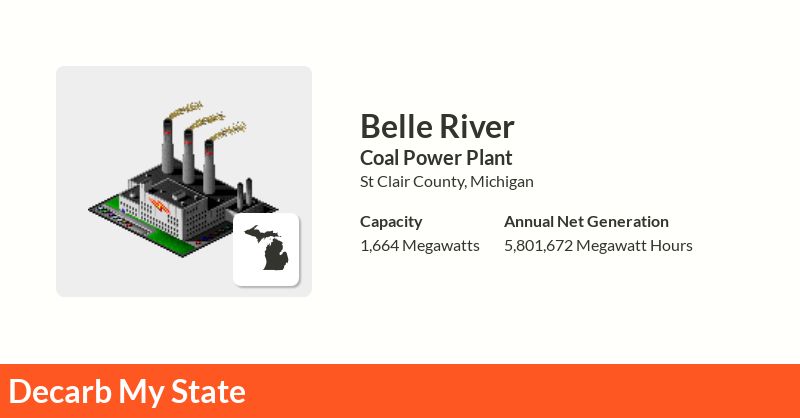 Belle River
Coal Power Plant
St Clair County, Michigan
Capacity
1,664 Megawatts
Annual Net Generation
5,801,672 Megawatt Hours
Decarb My State